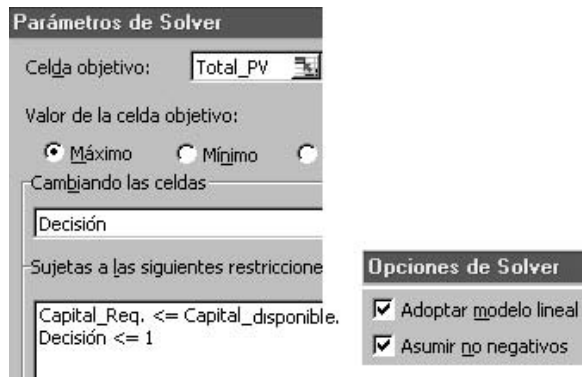 Parámetros de Solver
Celda objetivo: Total_PV
Valor de la celda objetivo:
Máximo Mínimo
Cambiando las celdas
Decisión
Sujetas a las siguientes restriccione
Capital_Req. <= Capital_disponible.
Decisión <= 1
Opciones de Solver
Adoptar modelo lineal
Asumir no negativos